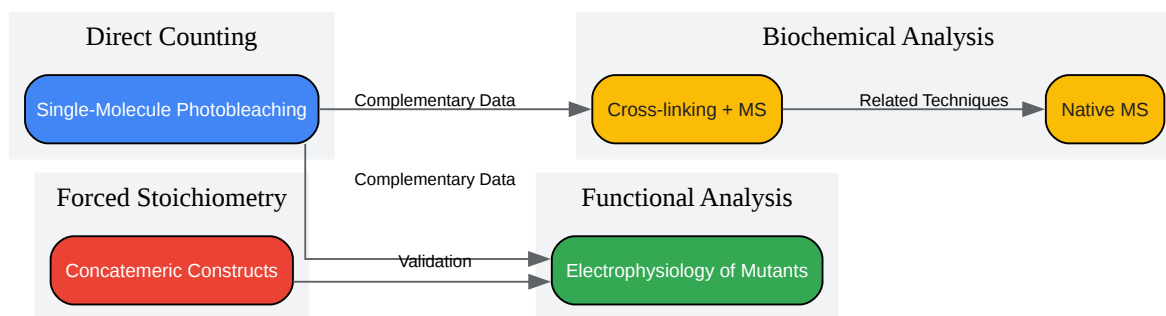 Direct Counting
Biochemical Analysis
Single-Molecule Photobleaching
Complementary Data
Cross-linking + MS
Related Techniques
Native MS
Complementary Data
Forced Stoichiometry
Functional Analysis
Concatemeric Constructs
Validation
Electrophysiology of Mutants